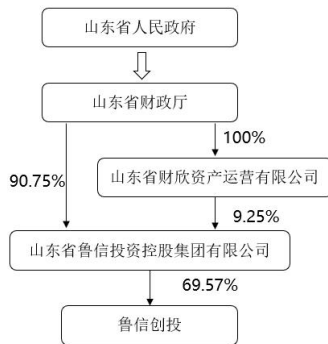 山东省人民政府
山东省财政厅
100%
90.75%
山东省财欣资产运营有限公司
9.25%
山东省鲁信投资控股集团有限公司
69.57%
鲁信创投